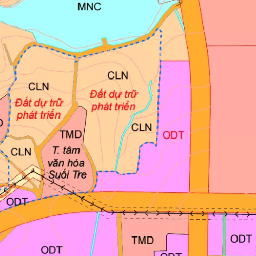 MNC
CLN
CLN
Đất dự trữ
phát triển
Đất dự trữ
phát triển
TMD
CLN
ODT
T. tâm
văn hóa
Suối Tre
CLN
ODT
ODT
TMD
ODT